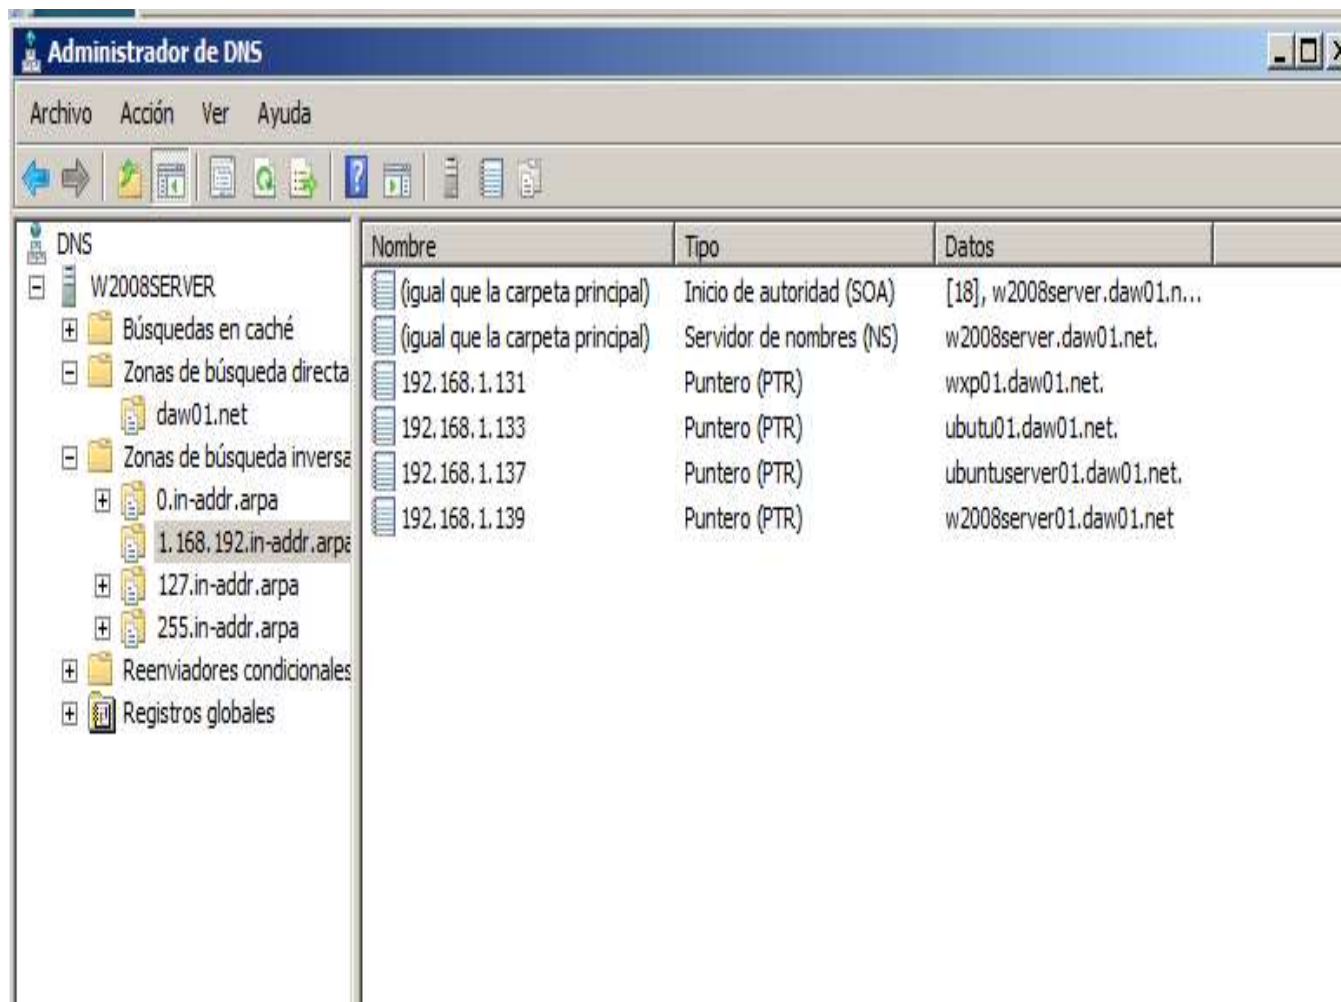 Administrador de DNS
Archivo Acción Ver Ayuda
DNS
W2008SERVER
Búsquedas en caché
Zonas de búsqueda directa
daw01.net
Zonas de búsqueda inversa
0.in-addr.arpa
1.168.192.in-addr.arpa
127.in-addr.arpa
255.in-addr.arpa
Reenviadores condicionales
Registros globales
Nombre Tipo Datos
(igual que la carpeta principal) Inicio de autoridad (SOA) [18], w2008server.daw01.n...
(igual que la carpeta principal) Servidor de nombres (NS) w2008server.daw01.net.
192.168.1.131 Puntero (PTR) wxp01.daw01.net.
192.168.1.133 Puntero (PTR) ubutu01.daw01.net.
192.168.1.137 Puntero (PTR) ubuntuserver01.daw01.net.
192.168.1.139 Puntero (PTR) w2008server01.daw01.net